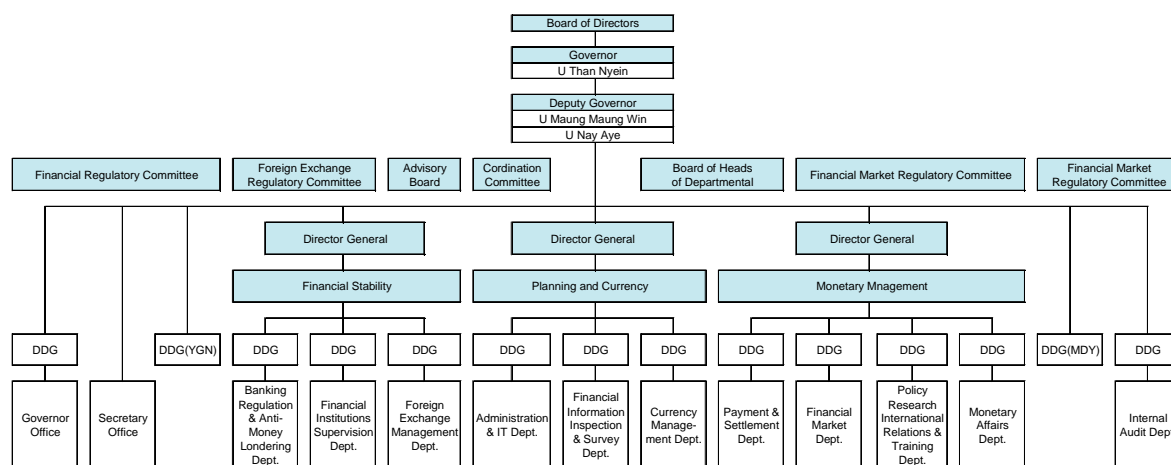 Board of Directors
Governor
U Than Nyein
Deputy Governor
U Maung Maung Win
U Nay Aye
Financial Regulatory Committee
Foreign Exchange
Regulatory Committee
Advisory
Board
Cordination
Committee
Board of Heads
of Departmental
Financial Market Regulatory Committee
Financial Market
Regulatory Committee
Director General
Director General
Director General
Financial Stability
Planning and Currency
Monetary Mnagement
DDG
DDG(YGN)
DDG
DDG
DDG
DDG
DDG
DDG
DDG
DDG
DDG
DDG
DDG(MDY)
DDG
Governor
Office
Secretary
Office
Banking
Regulation
& Anti-
Money
Londering
Dept.
Financial
Institutions
Supervision
Dept.
Foreign
Exchange
Management
Dept.
Administration
& IT Dept.
Financial
Information
Inspection
& Survey
Dept.
Currency
Manage-
ment Dept.
Payment &
Settlement
Dept.
Financial
Market
Dept.
Policy
Research
International
Relations &
Training
Dept.
Monetary
Affairs
Dept.
Internal
Audit Dept